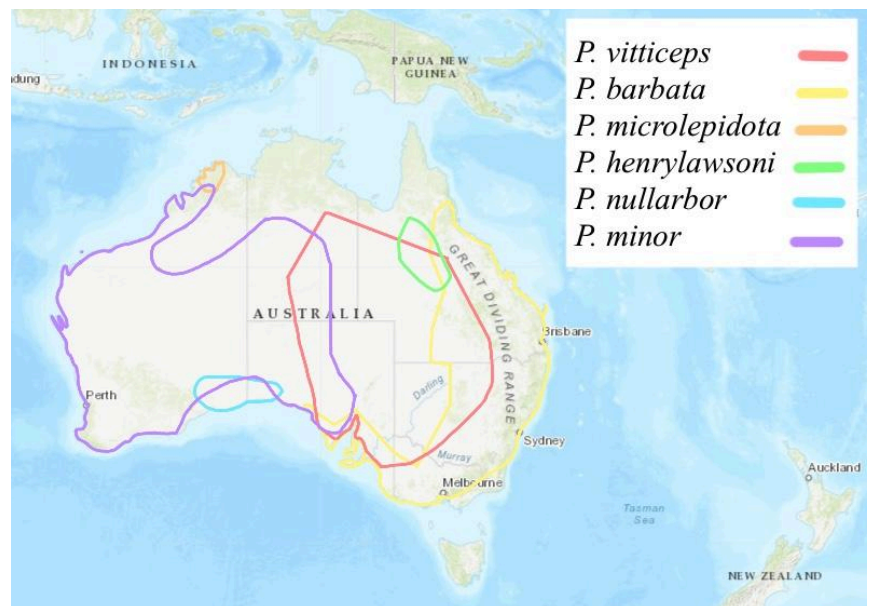 INDONESIA
PAPUA NEW
GUINEA
dung
P. vitticeps
P. barbata
P. microlepidota
P. henrylawsoni
P. nullarbor
P. minor
GREAT DIVIDING RANGE
AUSTRALIA
Brisbane
Perth
Darling
Sydney
Murray
Melbourne
Auckland
Tasman
Sea
NEW ZEALAND